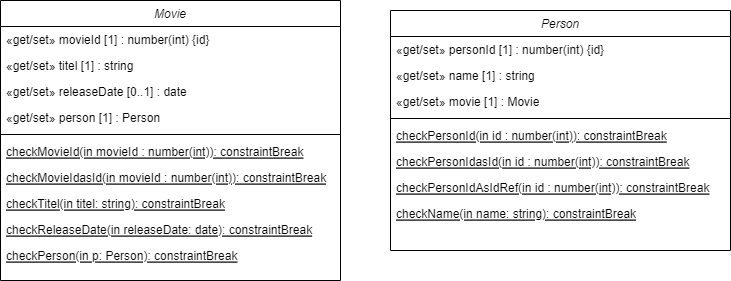 Movie
«get/set» movieId [1] : number(int) {id}
«get/set» titel [1] : string
«get/set» releaseDate [0..1] : date
«get/set» person [1] : Person
checkMovieId(in movieId : number(int)): constraintBreak
checkMovieIdasId(in movieId : number(int)): constraintBreak
checkTitel(in titel: string): constraintBreak
checkReleaseDate(in releaseDate: date): constraintBreak
checkPerson(in p: Person): constraintBreak
Person
«get/set» personId [1] : number(int) {id}
«get/set» name [1] : string
«get/set» movie [1] : Movie
checkPersonId(in id : number(int)): constraintBreak
checkPersonIdasId(in id : number(int)): constraintBreak
checkPersonIdAsIdRef(in id : number(int)): constraintBreak
checkName(in name: string): constraintBreak